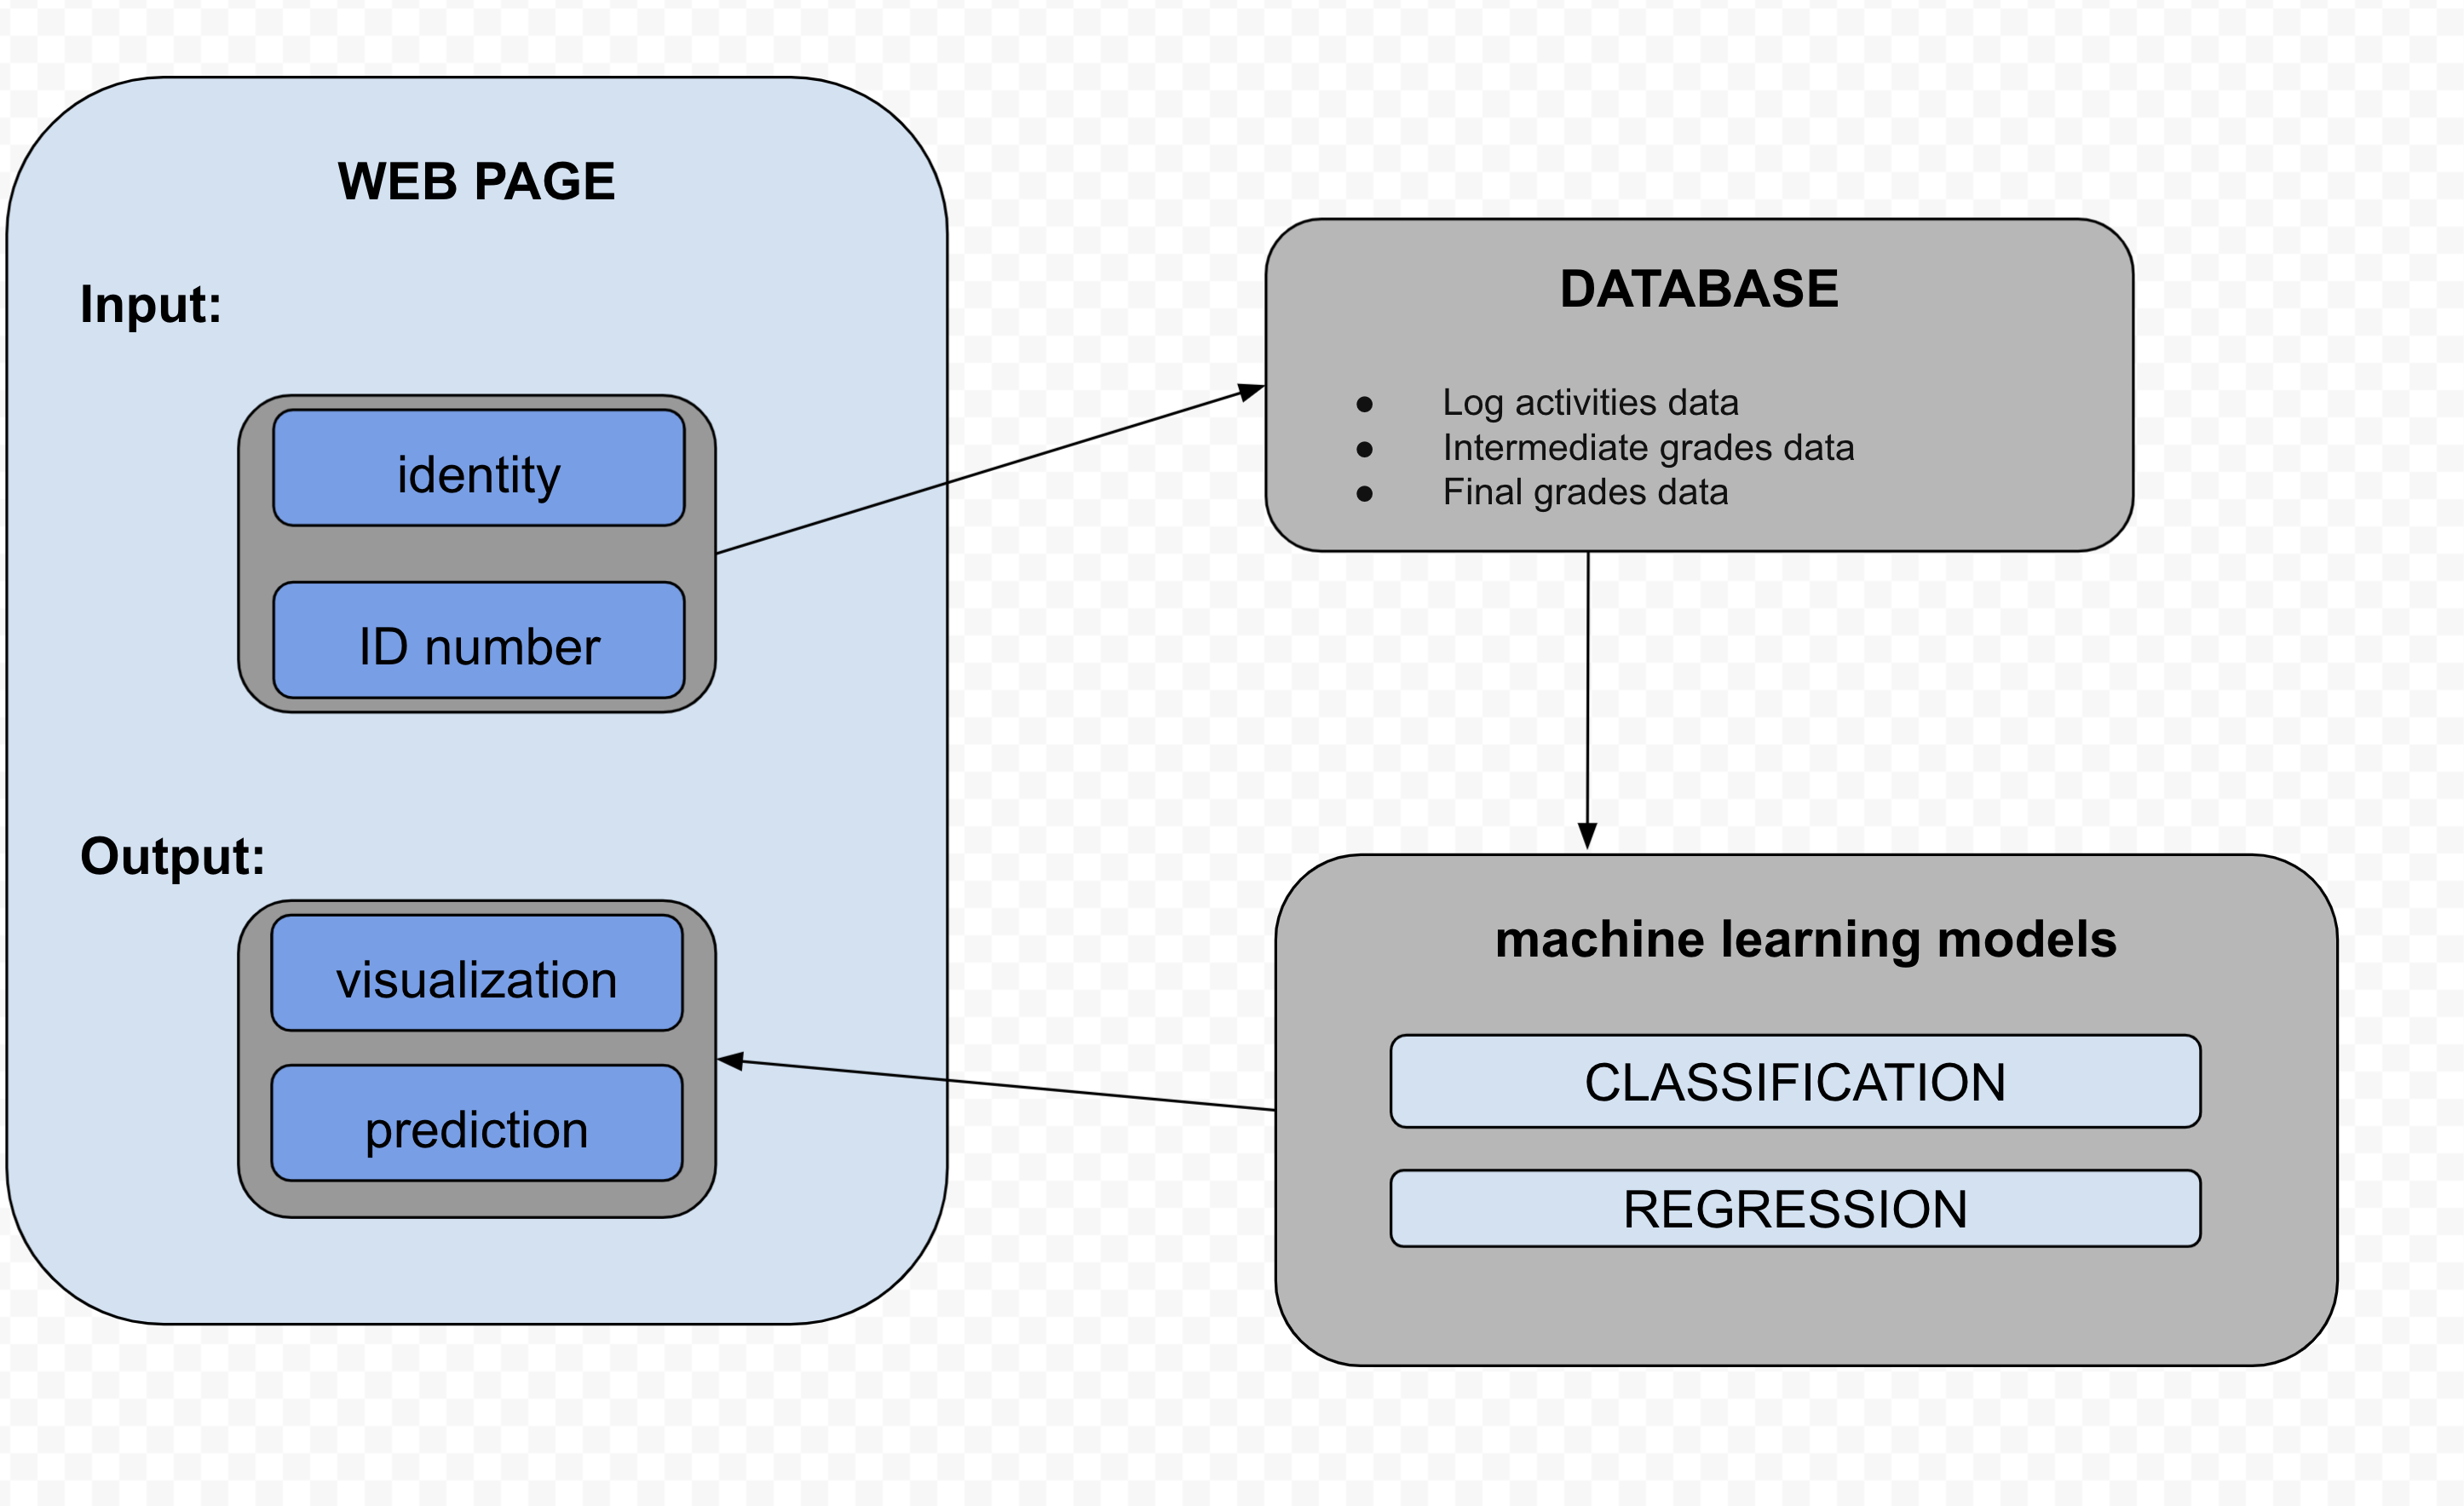 WEB PAGE
Input:
identity
ID number
Output:
visualization
prediction
DATABASE
● Log activities data
● Intermediate grades data
● Final grades data
machine learning models
CLASSIFICATION
REGRESSION